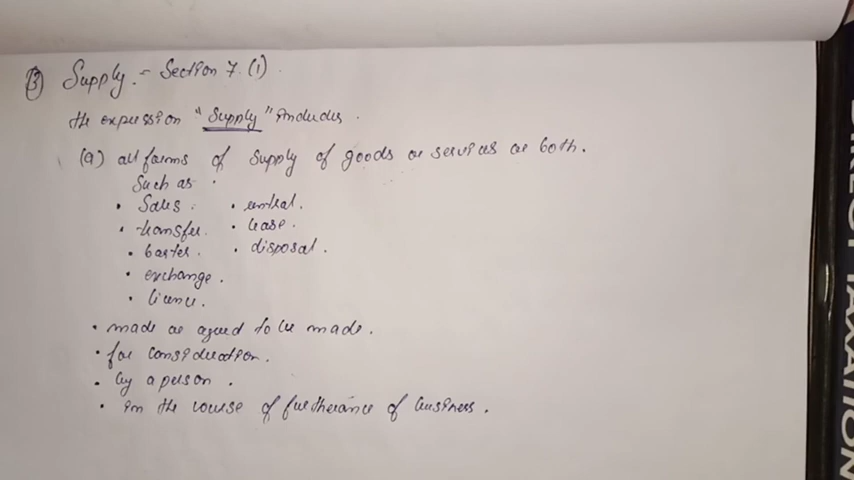 (3) Supply :- Section 7.(1).
the expression "Supply" includes.
(a) all forms of supply of goods or services or both.
Such as
• Sales. • rental.
• transfer. • lease.
• barter. • disposal.
• exchange.
• licence.
• made or agreed to be made.
• for consideration.
• by a person.
• in the course of furtherance of business.
DIRECT TAXATION